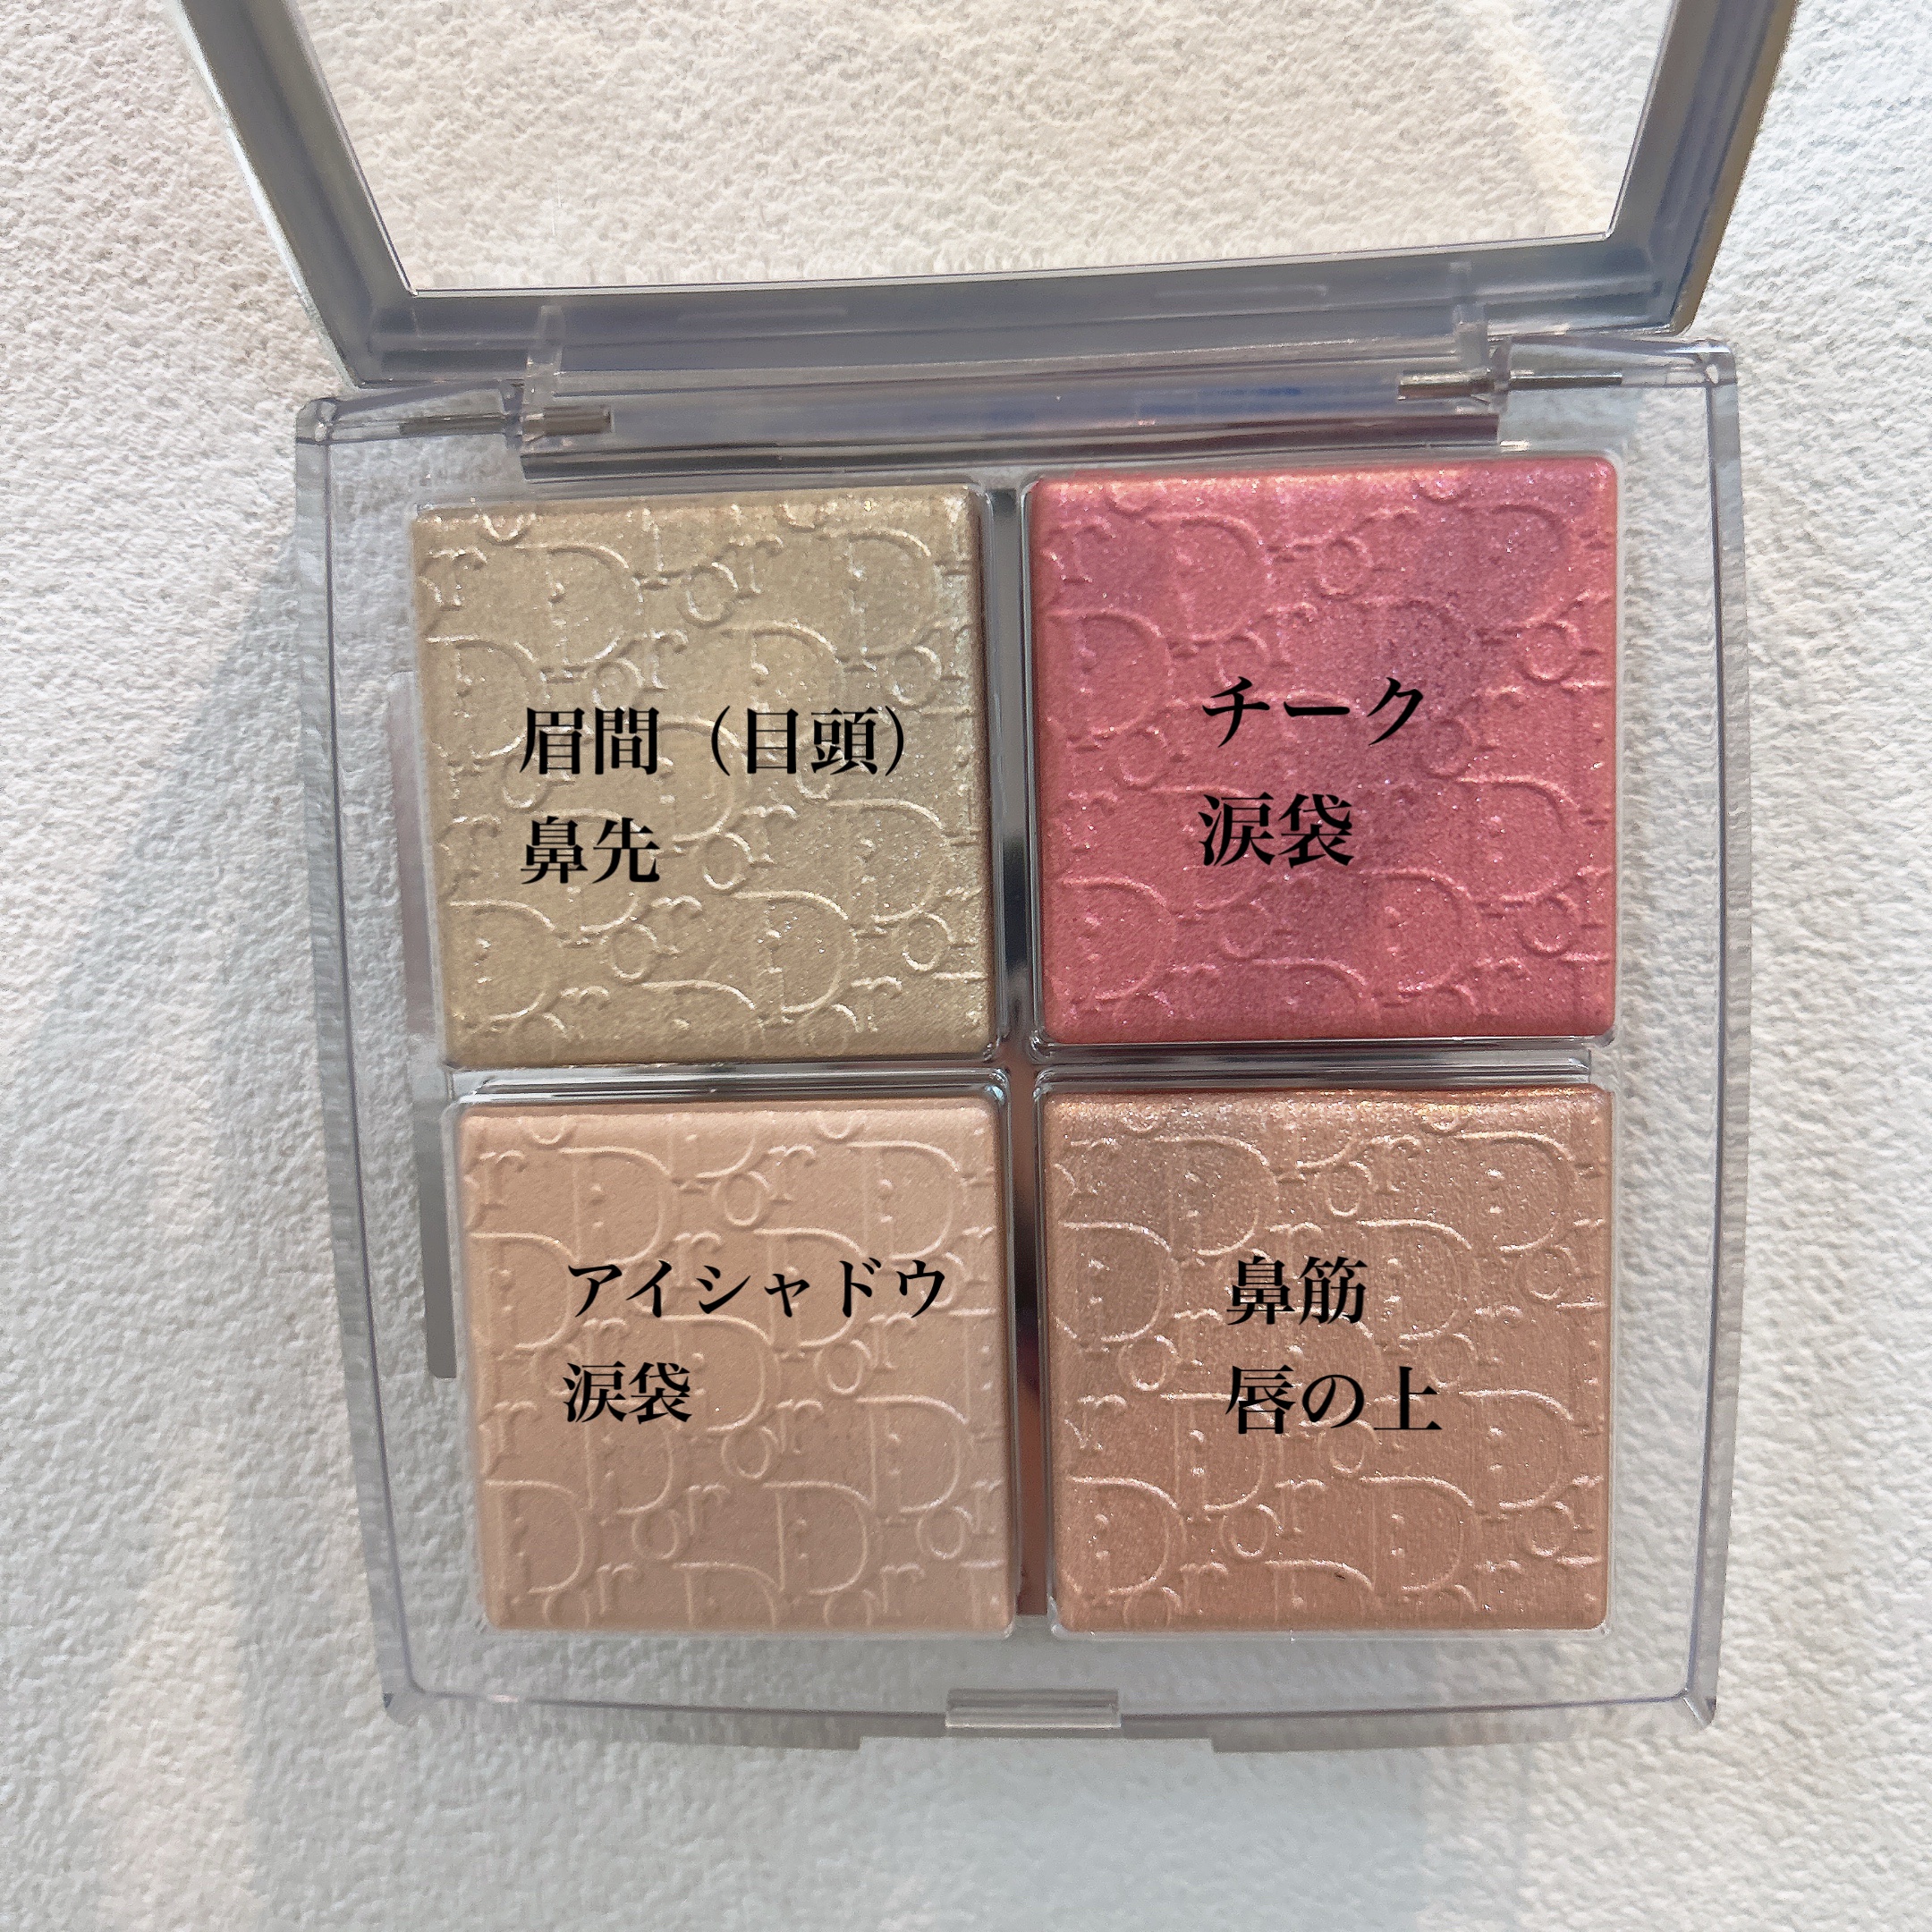 眉間（目頭）
鼻先
チーク
涙袋
アイシャドウ
涙袋
鼻筋
唇の上
Dior